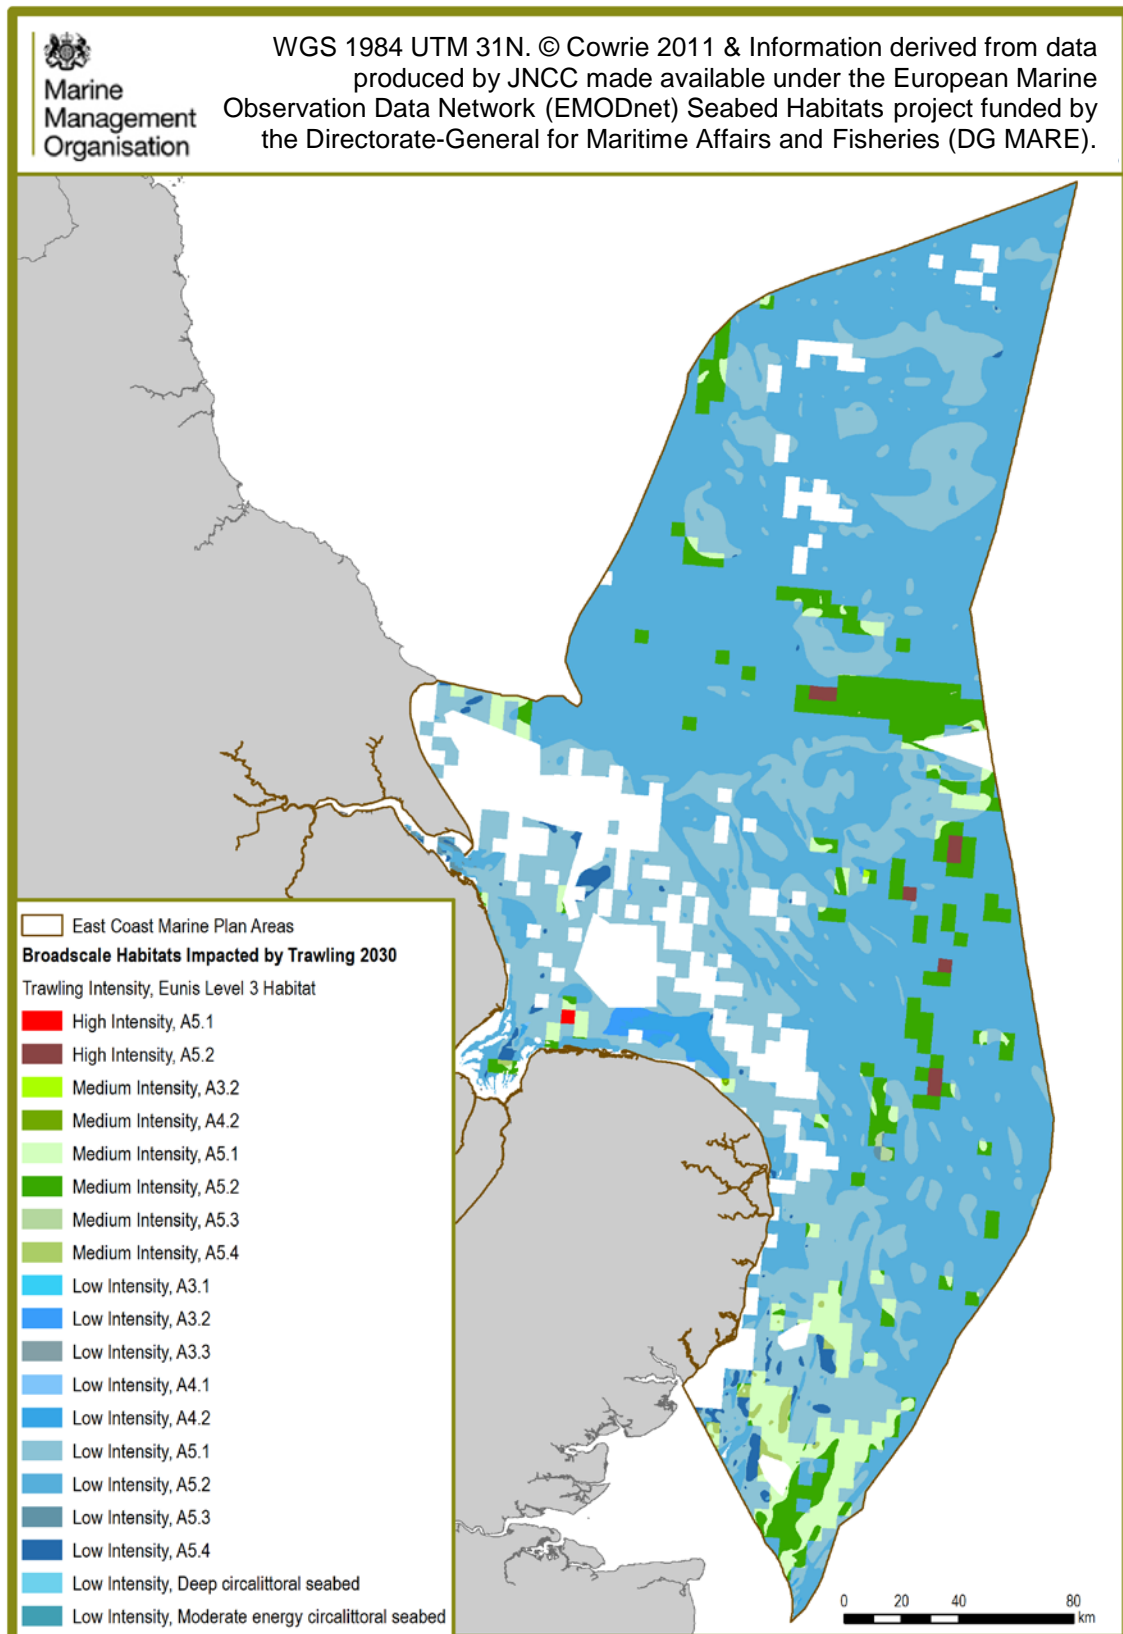 Marine
Management
Organisation
WGS 1984 UTM 31N. © Cowrie 2011 & Information derived from data
produced by JNCC made available under the European Marine
Observation Data Network (EMODnet) Seabed Habitats project funded by
the Directorate-General for Maritime Affairs and Fisheries (DG MARE).
East Coast Marine Plan Areas
Broadscale Habitats Impacted by Trawling 2030
Trawling Intensity, Eunis Level 3 Habitat
High Intensity, A5.1
High Intensity, A5.2
Medium Intensity, A3.2
Medium Intensity, A4.2
Medium Intensity, A5.1
Medium Intensity, A5.2
Medium Intensity, A5.3
Medium Intensity, A5.4
Low Intensity, A3.1
Low Intensity, A3.2
Low Intensity, A3.3
Low Intensity, A4.1
Low Intensity, A4.2
Low Intensity, A5.1
Low Intensity, A5.2
Low Intensity, A5.3
Low Intensity, A5.4
Low Intensity, Deep circalittoral seabed
Low Intensity, Moderate energy circalittoral seabed
0 20 40 80
km